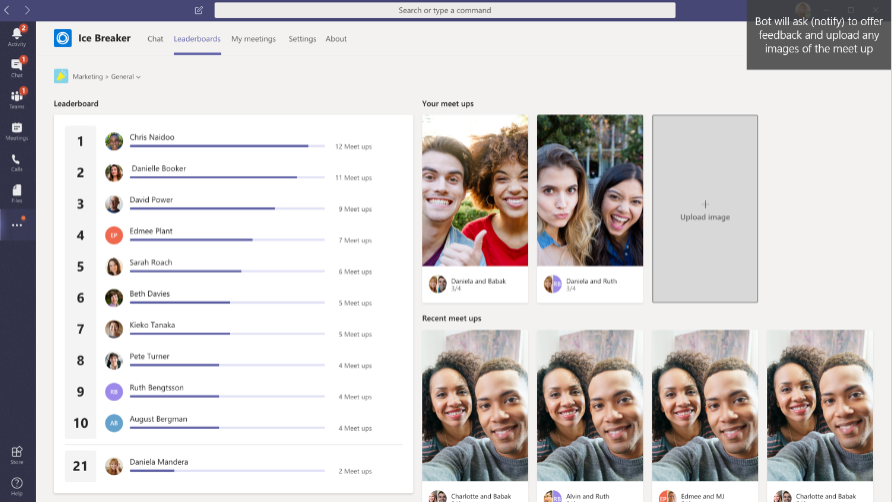 Search or type a command
Bot will ask (notify) to offer
feedback and upload any
images of the meet up
2
Activity
1
Chat
1
Teams
Meetings
Calls
Files
Store
Help
Ice Breaker
Chat
Leaderboards
My meetings
Settings
About
Marketing > General
Leaderboard
1 Chris Naidoo 12 Meet ups
2 Danielle Booker 11 Meet ups
3 David Power 9 Meet ups
4 EP Edmee Plant 7 Meet ups
5 Sarah Roach 6 Meet ups
6 Beth Davies 5 Meet ups
7 Kieko Tanaka 5 Meet ups
8 Pete Turner 4 Meet ups
9 RB Ruth Bengtsson 4 Meet ups
10 AB August Bergman 4 Meet ups
21 Daniela Mandera 2 Meet ups
Your meet ups
Daniela and Babak
3/4
RB Daniela and Ruth
3/4
+
Upload image
Recent meet ups
Charlotte and Babak
RB Alvin and Ruth
EP Edmee and MJ
Charlotte and Babak